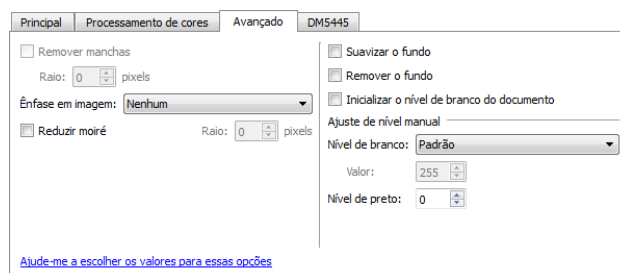 Principal Processamento de cores Avançado DM5445
Remover manchas
Raio: 0 pixels
Ênfase em imagem: Nenhum
Reduzir moiré Raio: 0 pixels
Suavizar o fundo
Remover o fundo
Inicializar o nível de branco do documento
Ajuste de nível manual
Nível de branco: Padrão
Valor: 255
Nível de preto: 0
Ajude-me a escolher os valores para essas opções